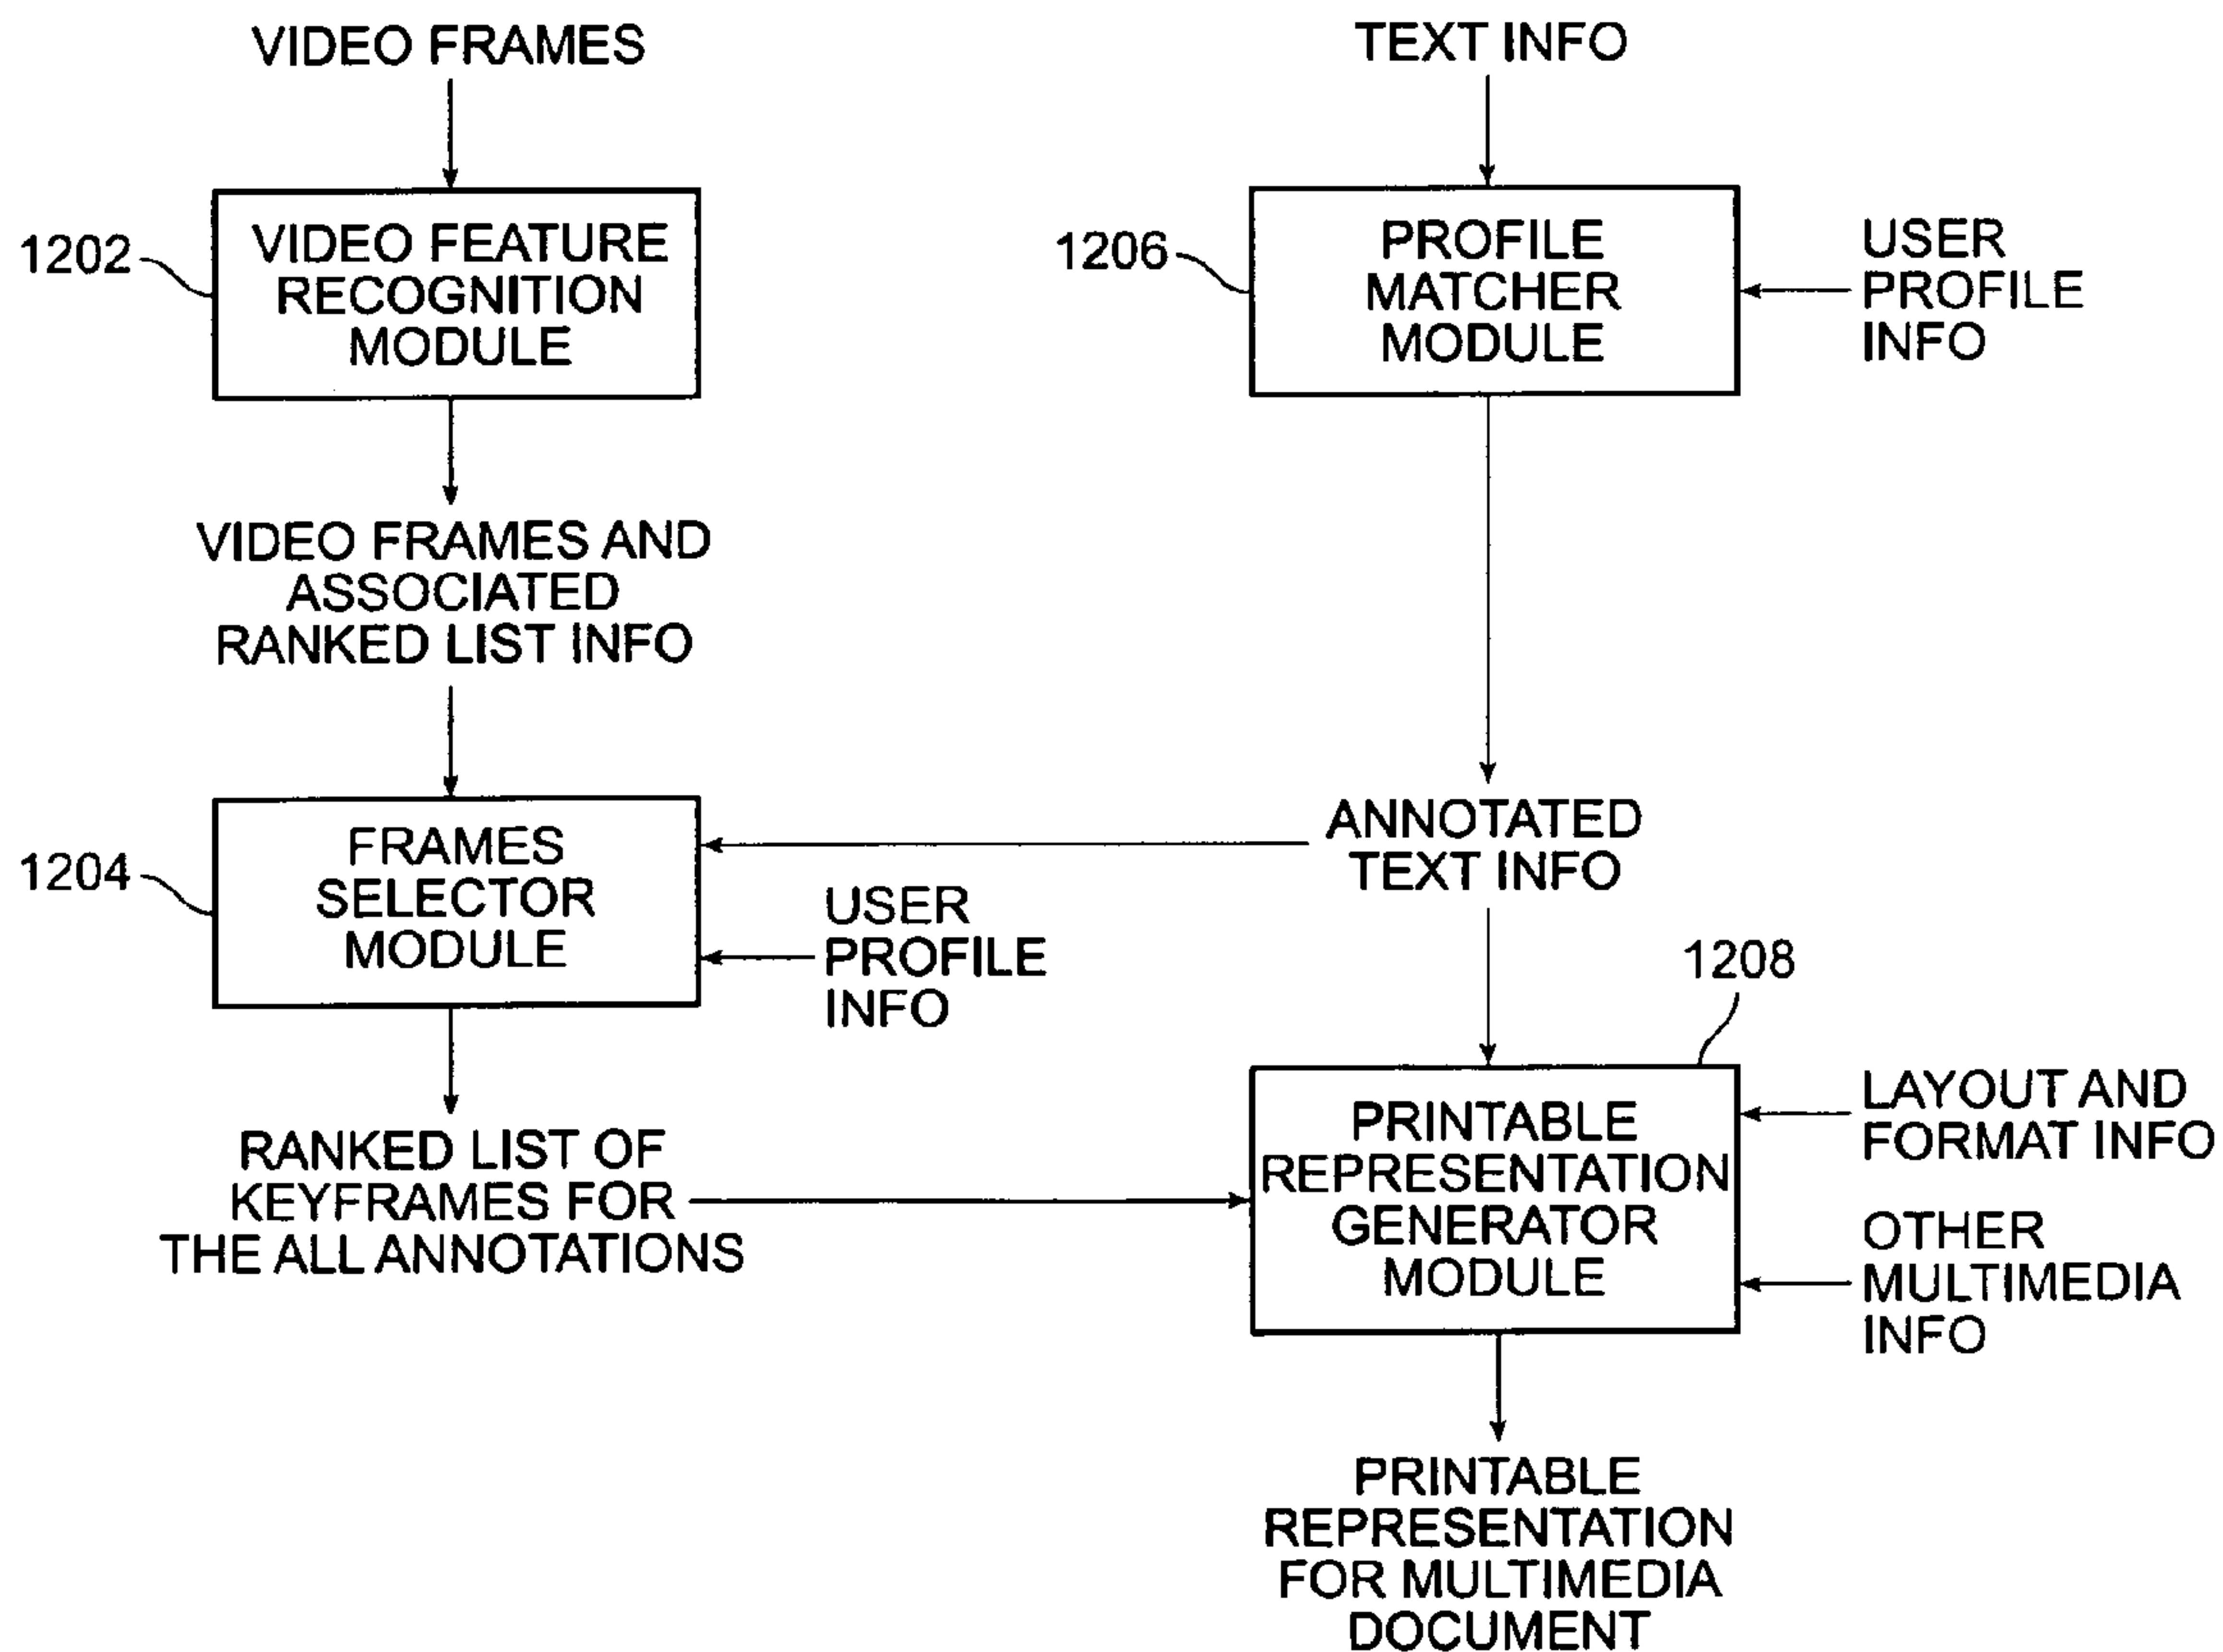 VIDEO FRAMES
TEXT INFO
1202
VIDEO FEATURE
RECOGNITION
MODULE
1206
PROFILE
MATCHER
MODULE
USER
PROFILE
INFO
VIDEO FRAMES AND
ASSOCIATED
RANKED LIST INFO
1204
FRAMES
SELECTOR
MODULE
USER
PROFILE
INFO
ANNOTATED
TEXT INFO
1208
RANKED LIST OF
KEYFRAMES FOR
THE ALL ANNOTATIONS
PRINTABLE
REPRESENTATION
GENERATOR
MODULE
LAYOUT AND
FORMAT INFO
OTHER
MULTIMEDIA
INFO
PRINTABLE
REPRESENTATION
FOR MULTIMEDIA
DOCUMENT